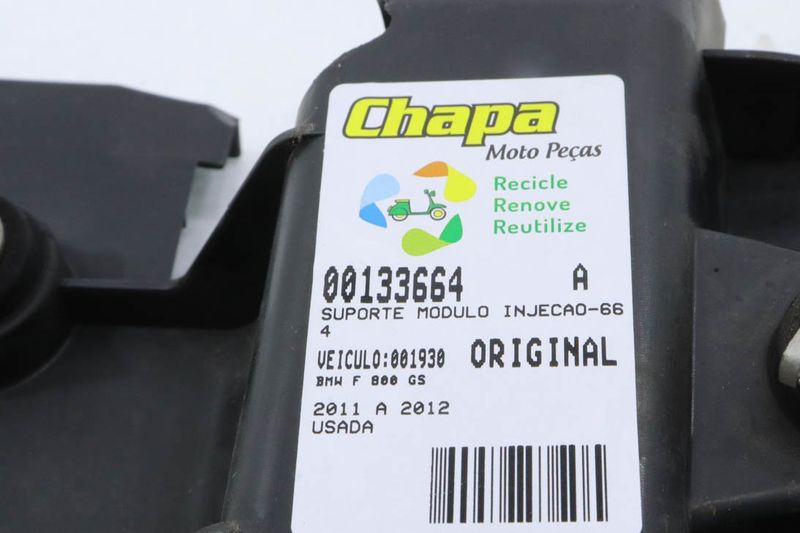 Chapa
Moto Peças
Recicle
Renove
Reutilize
00133664 A
SUPORTE MODULO INJECAO-66
4
VEICULO:001930 ORIGINAL
BMW F 800 GS
2011 A 2012
USADA